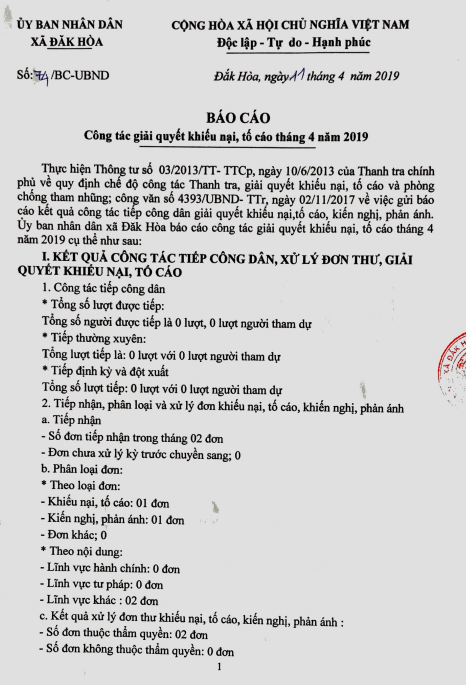 ỦY BAN NHÂN DÂN
XÃ ĐĂK HÒA
CỘNG HÒA XÃ HỘI CHỦ NGHĨA VIỆT NAM
Độc lập - Tự do - Hạnh phúc
Số: /BC-UBND
Đắk Hòa, ngày 11 tháng 4 năm 2019
BÁO CÁO
Công tác giải quyết khiếu nại, tố cáo tháng 4 năm 2019
Thực hiện Thông tư số 03/2013/TT- TTCp, ngày 10/6/2013 của Thanh tra chính
phủ về quy định chế độ công tác Thanh tra, giải quyết khiếu nại, tố cáo và phòng
chống tham nhũng; công văn số 4393/UBND- TTr, ngày 02/11/2017 về việc gửi báo
cáo kết quả công tác tiếp công dân giải quyết khiếu nại,tố cáo, kiến nghị, phản ánh.
Ủy ban nhân dân xã Đăk Hòa báo cáo công tác giải quyết khiếu nại, tố cáo tháng 4
năm 2019 cụ thể như sau:
I. KẾT QUẢ CÔNG TÁC TIẾP CÔNG DÂN, XỬ LÝ ĐƠN THƯ, GIẢI
QUYẾT KHIẾU NẠI, TỐ CÁO
1. Công tác tiếp công dân
* Tổng số lượt được tiếp:
Tổng số người được tiếp là 0 lượt, 0 lượt người tham dự
* Tiếp thường xuyên:
Tổng lượt tiếp là: 0 lượt với 0 lượt người tham dự
* Tiếp định kỳ và đột xuất
Tổng số lượt tiếp: 0 lượt với 0 lượt người tham dự
2. Tiếp nhận, phân loại và xử lý đơn khiếu nại, tố cáo, khiến nghị, phản ánh
a. Tiếp nhận
- Số đơn tiếp nhận trong tháng 02 đơn
- Đơn chưa xử lý kỳ trước chuyển sang; 0
b. Phân loại đơn:
* Theo loại đơn:
- Khiếu nại, tố cáo: 01 đơn
- Kiến nghị, phản ánh: 01 đơn
- Đơn khác; 0
* Theo nội dung:
- Lĩnh vực hành chính: 0 đơn
- Lĩnh vực tư pháp: 0 đơn
- Lĩnh vực khác : 02 đơn
c. Kết quả xử lý đơn thư khiếu nại, tố cáo, kiến nghị, phản ánh :
- Số đơn thuộc thẩm quyền: 02 đơn
- Số đơn không thuộc thẩm quyền: 0 đơn
1
XÃ ĐẮK H